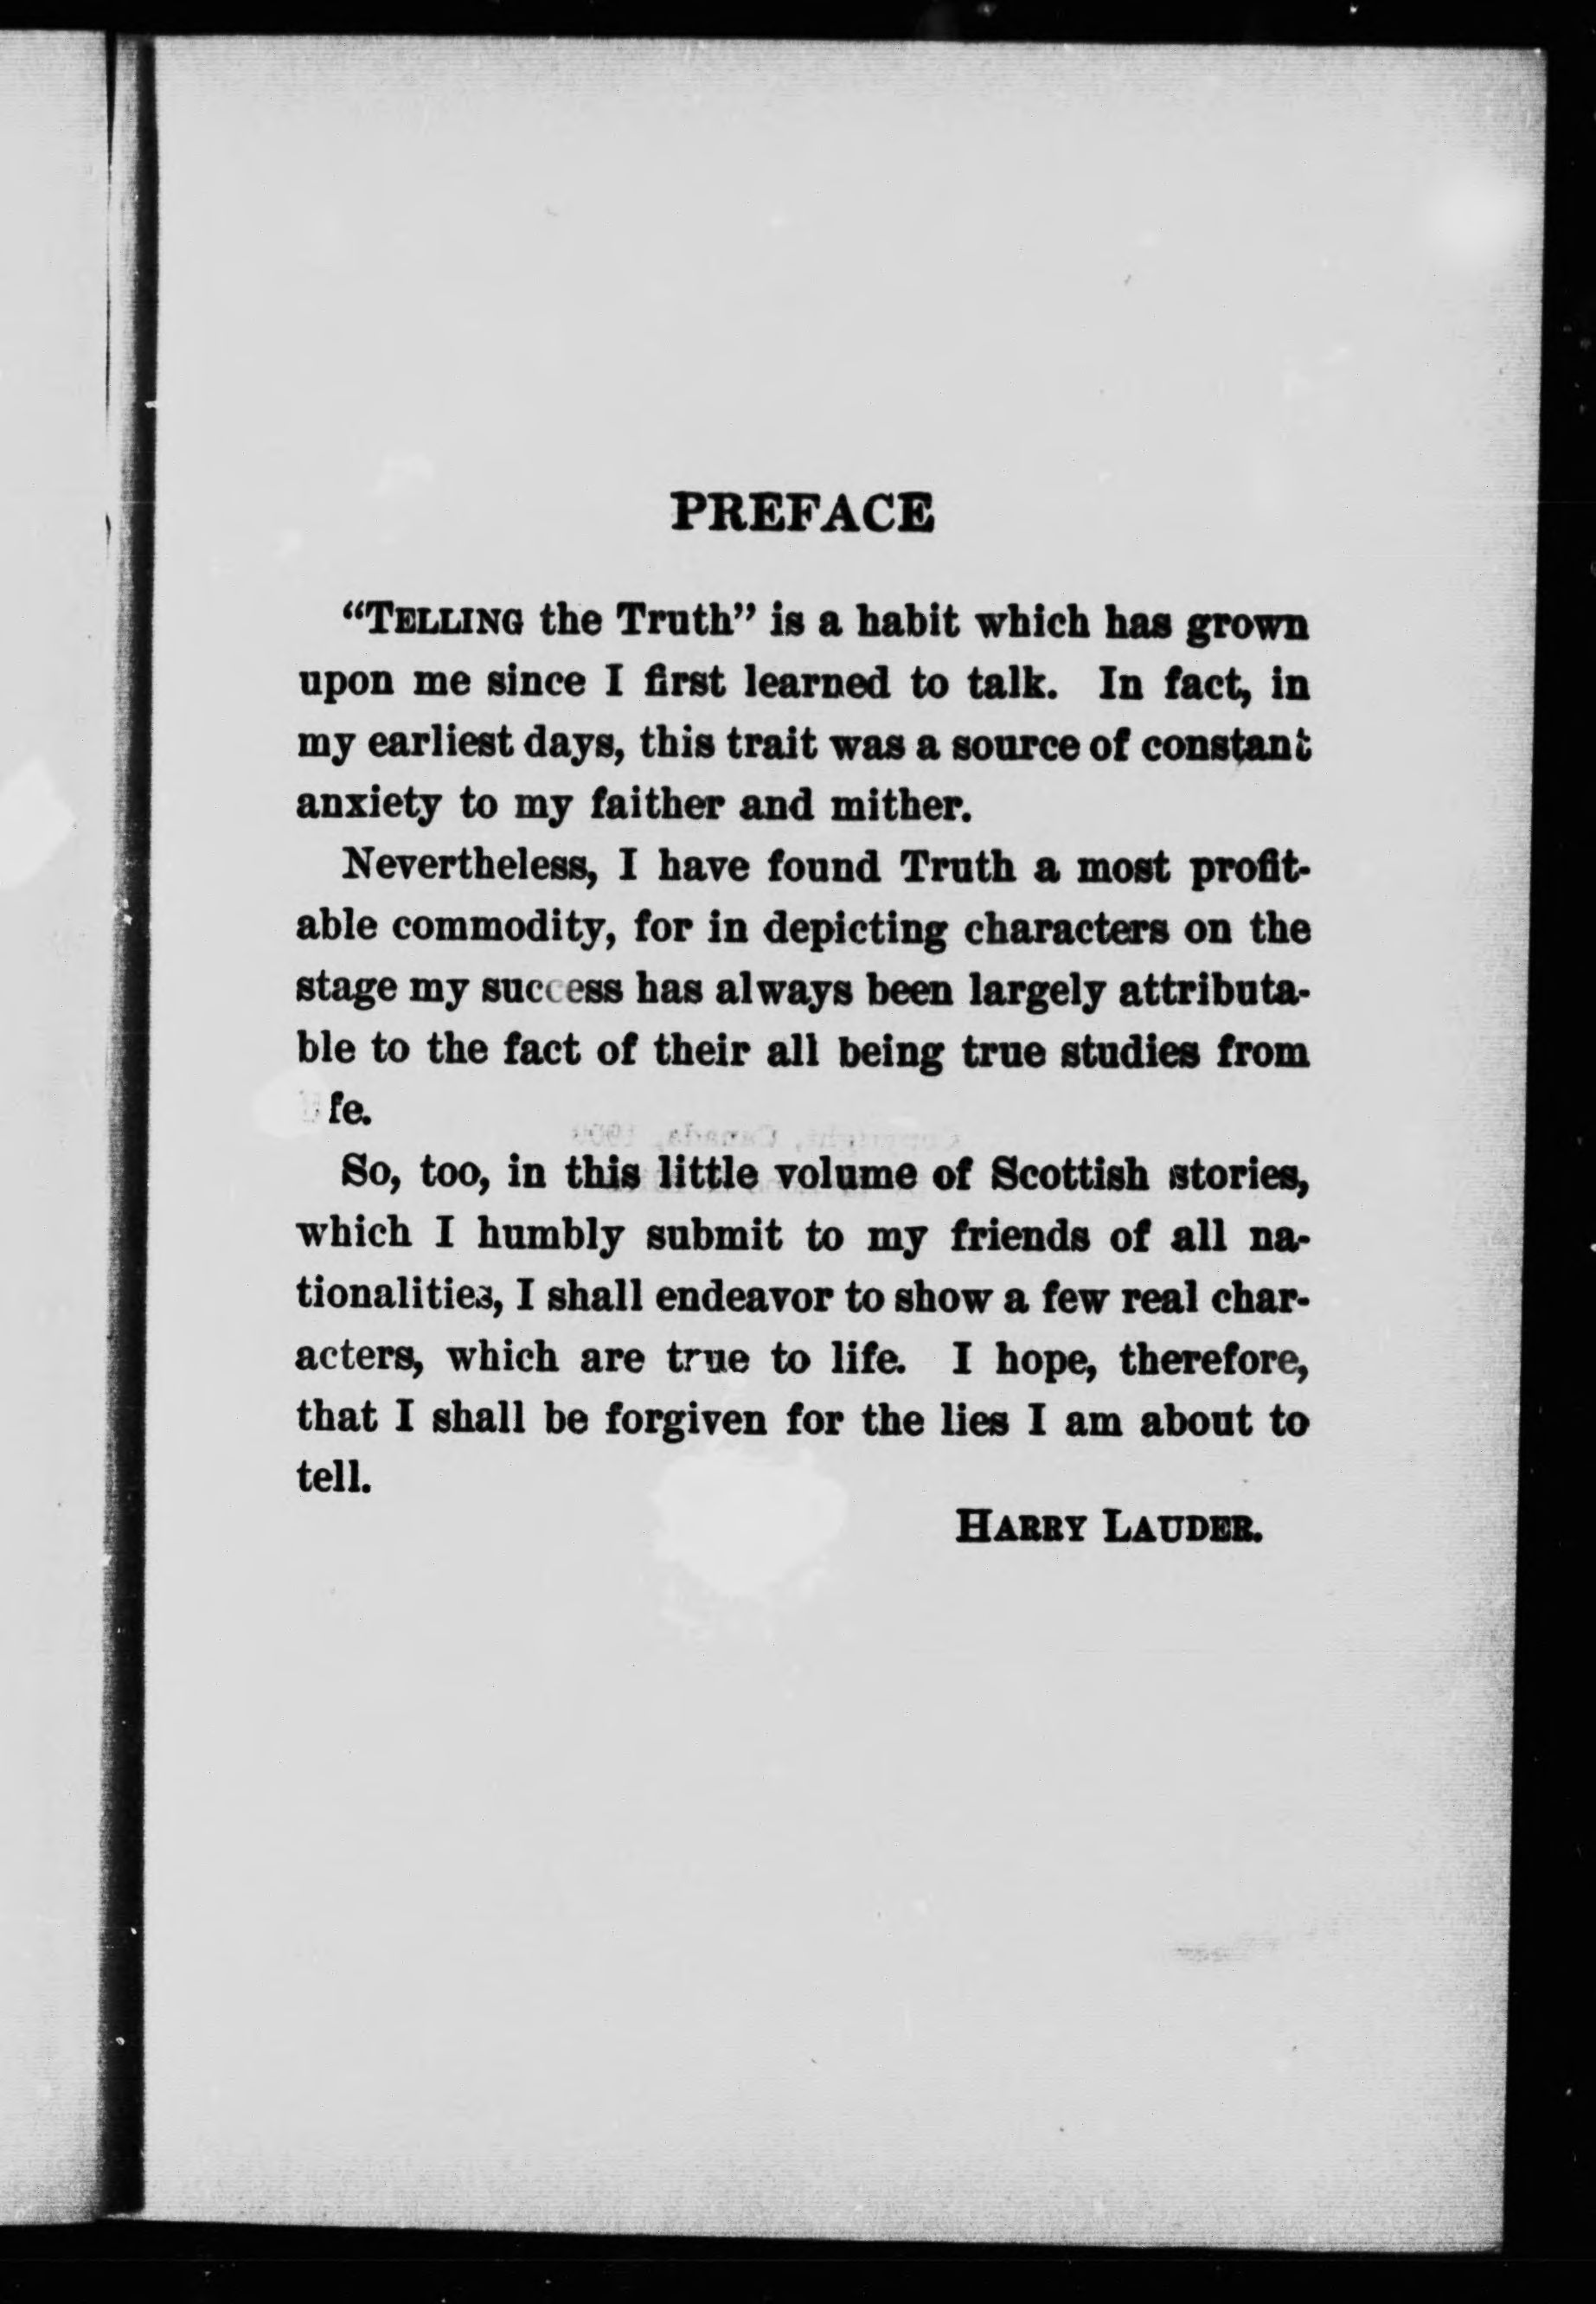 PREFACE
“TELLING the Truth” is a habit which has grown
upon me since I first learned to talk. In fact, in
my earliest days, this trait was a source of constant
anxiety to my faither and mither.
Nevertheless, I have found Truth a most profit-
able commodity, for in depicting characters on the
stage my success has always been largely attributa-
ble to the fact of their all being true studies from
fe.
So, too, in this little volume of Scottish stories,
which I humbly submit to my friends of all na-
tionalities, I shall endeavor to show a few real char-
acters, which are true to life. I hope, therefore,
that I shall be forgiven for the lies I am about to
tell.
HARRY LAUDER.